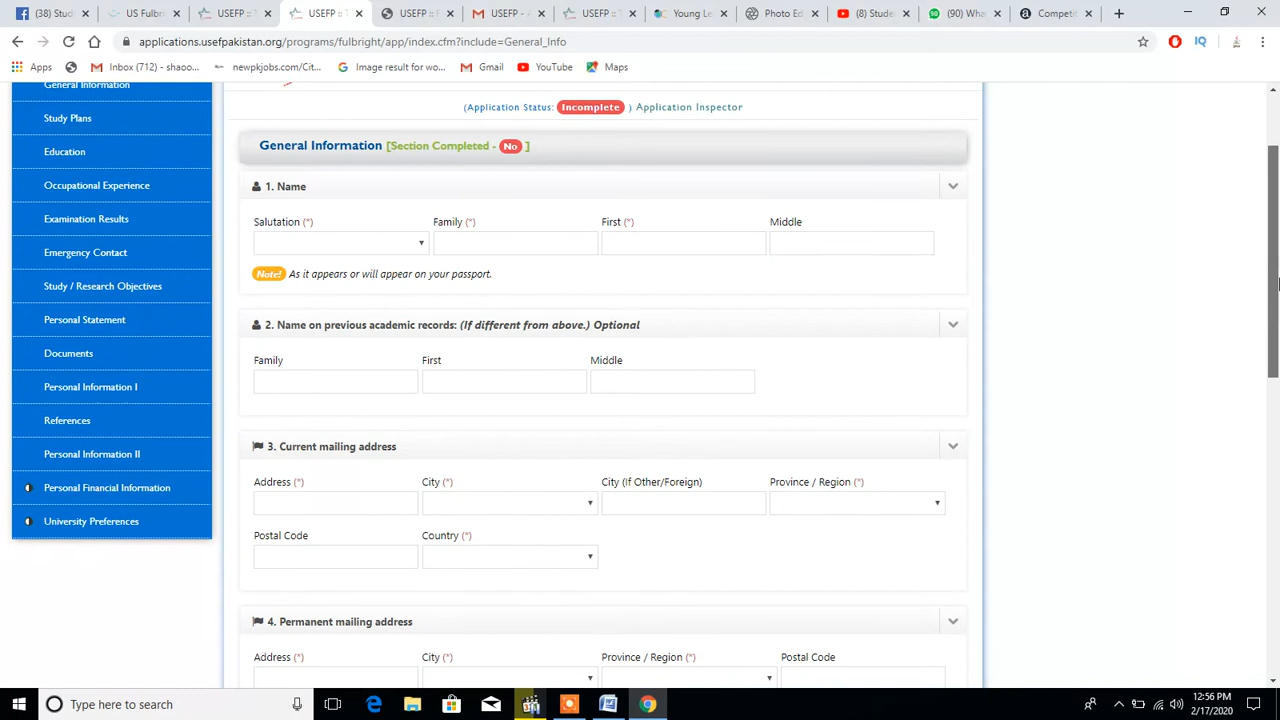 (38) Stud
US Fulbr
USEFP ::
USEFP :: T
USEFP ::
USEFP - A
USEFP ::
Young Le
Photo Ed
(8) Stude
(90) Wha
Competit
applications.usefpakistan.org/programs/fulbright/app/index.cfm?include=General_Info
Apps
Inbox (712) - shaoo...
newpkjobs.com/Cit...
Image result for wo...
Gmail
YouTube
Maps
General Information
Study Plans
Education
Occupational Experience
Examination Results
Emergency Contact
Study / Research Objectives
Personal Statement
Documents
Personal Information I
References
Personal Information II
Personal Financial Information
University Preferences
(Application Status: Incomplete ) Application Inspector
General Information [Section Completed - No ]
1. Name
Salutation (*) Family (*) First (*) Middle
Note! As it appears or will appear on your passport.
2. Name on previous academic records: (If different from above.) Optional
Family First Middle
3. Current mailing address
Address (*) City (*) City (If Other/Foreign) Province / Region (*)
Postal Code Country (*)
4. Permanent mailing address
Address (*) City (*) Province / Region (*) Postal Code
Type here to search
12:56 PM
2/17/2020